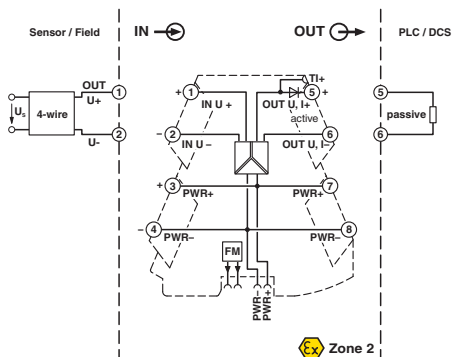 Sensor / Field
IN
OUT
PLC / DCS
OUT
U+
1
+
1
TI+
5
+
5
IN U +
OUT U, I+
active
Us
4-wire
passive
U-
2
–
2
IN U –
OUT U, I–
6
6
+
3
PWR+
PWR+
7
–
4
PWR–
PWR–
8
FM
PWR –
PWR +
Ex
Zone 2